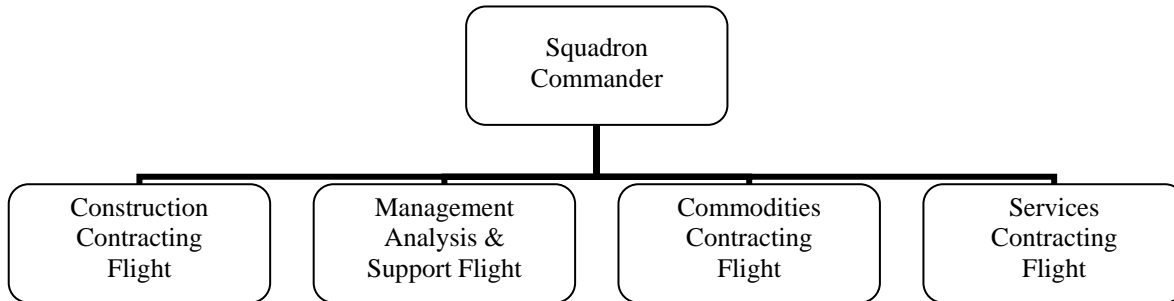 Squadron
Commander
Construction
Contracting
Flight
Management
Analysis &
Support Flight
Commodities
Contracting
Flight
Services
Contracting
Flight